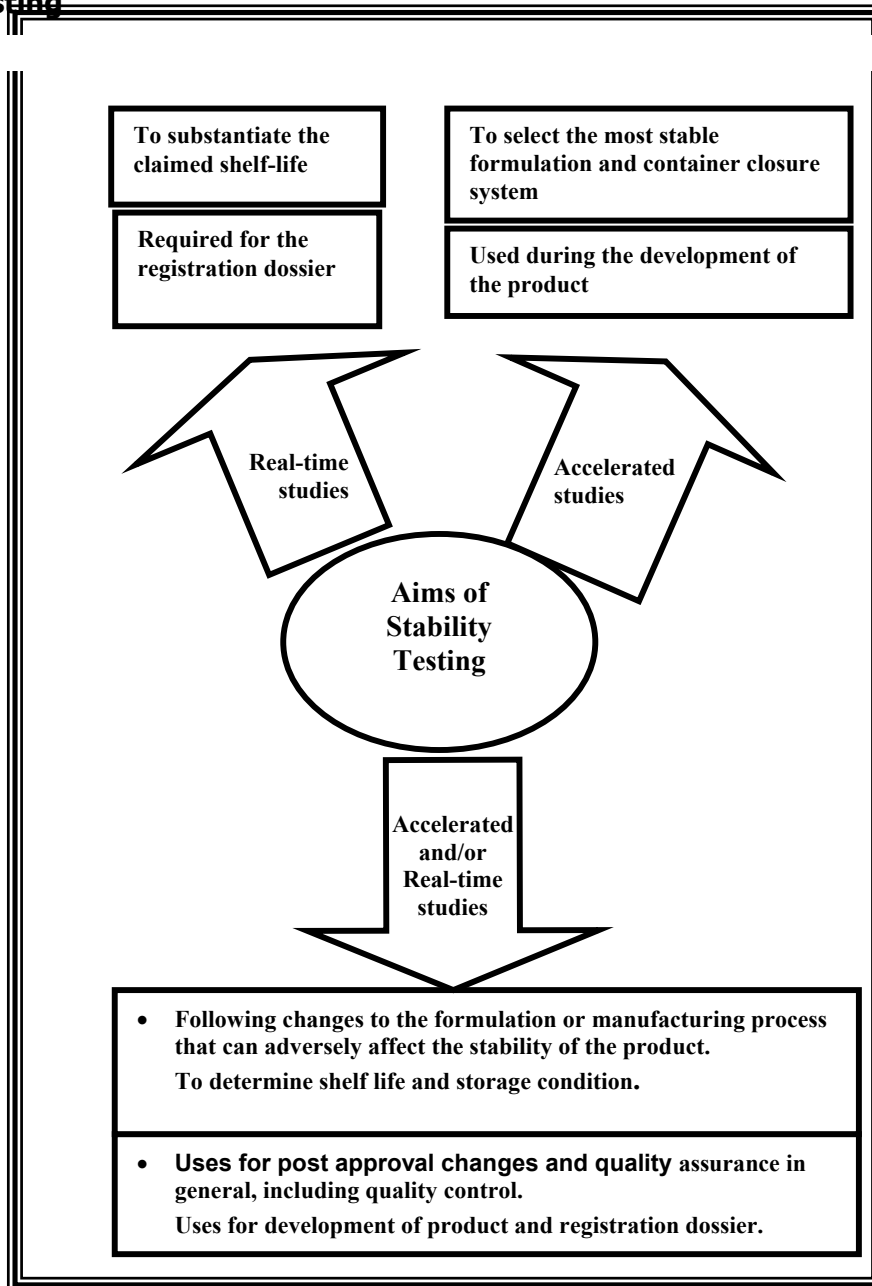 sting
To substantiate the
claimed shelf-life
Required for the
registration dossier
To select the most stable
formulation and container closure
system
Used during the development of
the product
Real-time
studies
Accelerated
studies
Aims of
Stability
Testing
Accelerated
and/or
Real-time
studies
• Following changes to the formulation or manufacturing process
that can adversely affect the stability of the product.
To determine shelf life and storage condition.
• Uses for post approval changes and quality assurance in
general, including quality control.
Uses for development of product and registration dossier.